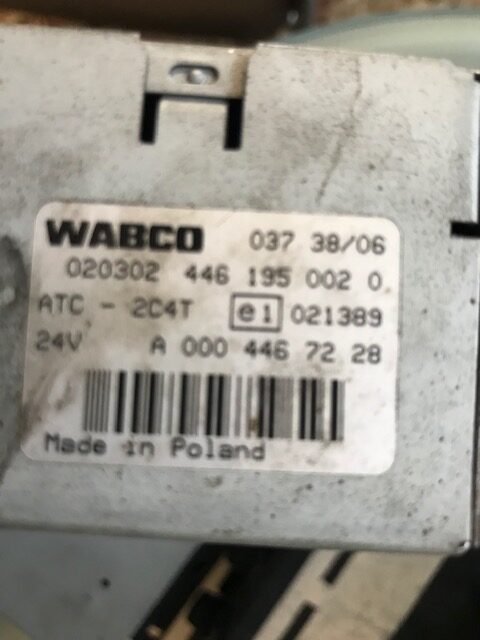 WABCO 037 38/06
020302 446 195 002 0
ATC - 2C4T e1 021389
24V A 000 446 72 28
Made in Poland